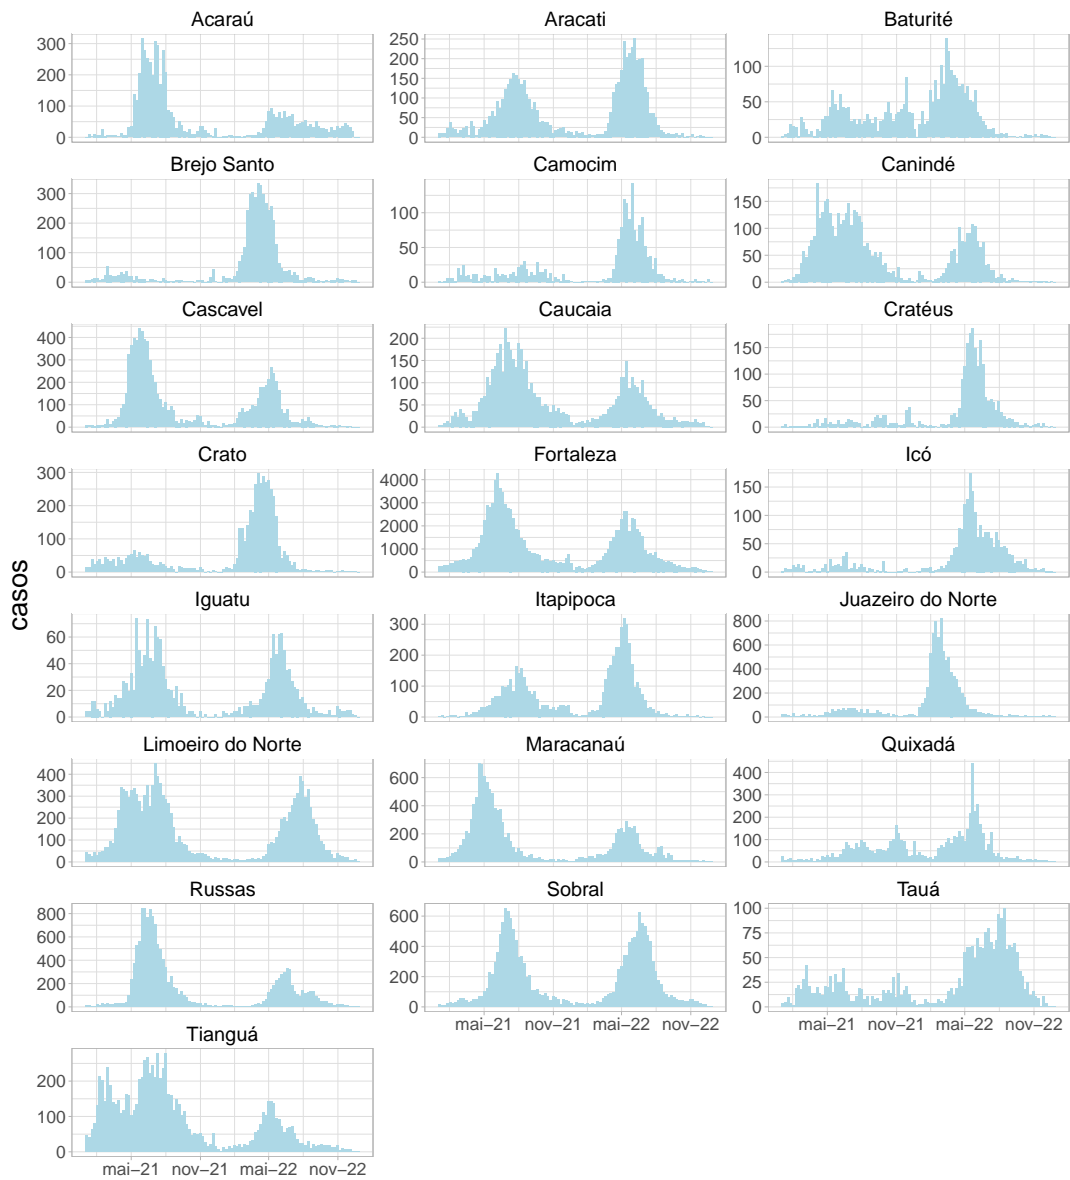 Acaraú Aracati Baturité
300 250 100
200 200 50
100 150 0
0 100
50
0
Brejo Santo Camocim Canindé
300 100 150
200 50 100
100 0 50
0 0
Cascavel Caucaia Cratéus
400 200 150
300 150 100
200 100 50
100 50 0
0 0
Crato Fortaleza Icó
300 4000 150
200 3000 100
100 2000 50
0 1000 0
0
casos
Iguatu Itapipoca Juazeiro do Norte
60 300 800
40 200 600
20 100 400
0 0 200
0
Limoeiro do Norte Maracanaú Quixadá
400 600 400
300 400 300
200 200 200
100 0 100
0 0
Russas Sobral Tauá
800 600 100
600 400 75
400 200 50
200 0 25
0 0
mai–21 nov–21 mai–22 nov–22 mai–21 nov–21 mai–22 nov–22
Tianguá
200
100
0
mai–21 nov–21 mai–22 nov–22